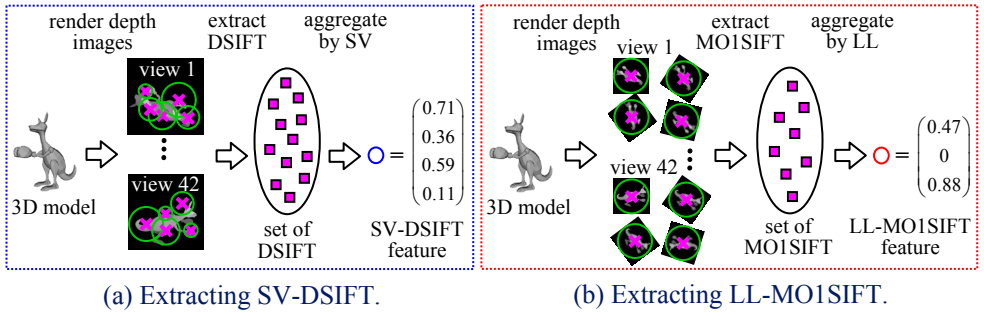 render depth
images
extract
DSIFT
aggregate
by SV
view 1
view 42
3D model
set of
DSIFT
=
0.71
0.36
0.59
0.11
SV-DSIFT
feature
(a) Extracting SV-DSIFT.
render depth
images
extract
MO1SIFT
aggregate
by LL
view 1
view 42
3D model
set of
MO1SIFT
=
0.47
0
0.88
LL-MO1SIFT
feature
(b) Extracting LL-MO1SIFT.